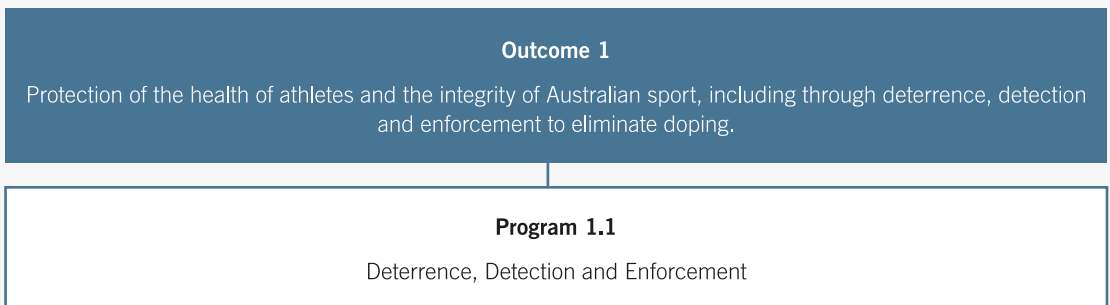 Outcome 1
Protection of the health of athletes and the integrity of Australian sport, including through deterrence, detection
and enforcement to eliminate doping.
Program 1.1
Deterrence, Detection and Enforcement